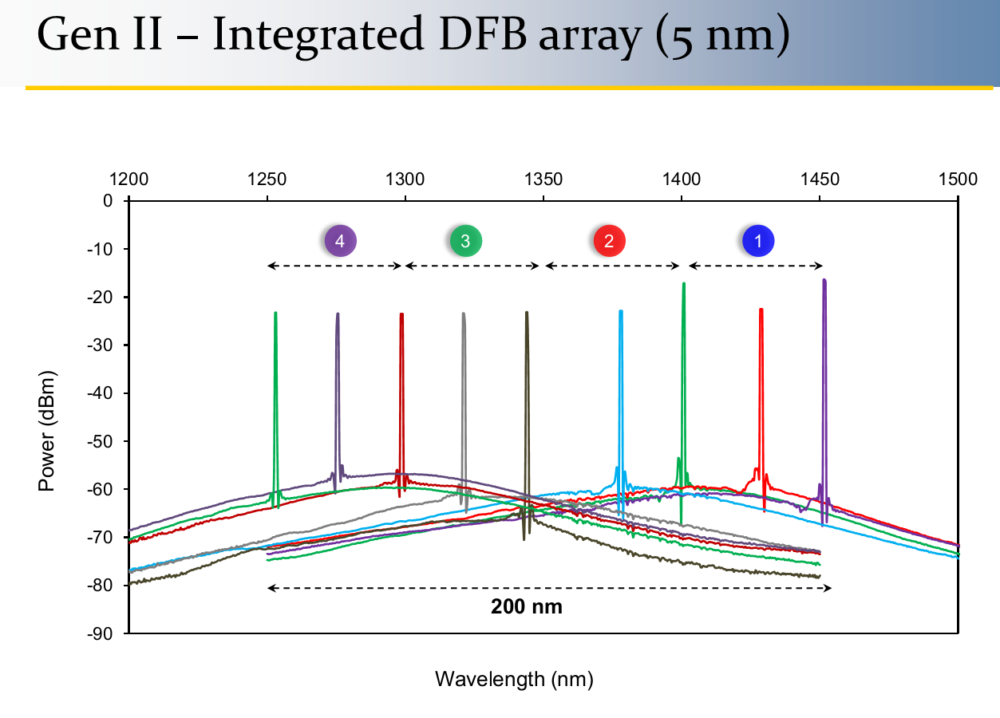 Gen II – Integrated DFB array (5 nm)
1200 1250 1300 1350 1400 1450 1500
0
4 3 2 1
-10
-20
-30
-40
-50
-60
-70
-80
-90
Power (dBm)
200 nm
Wavelength (nm)